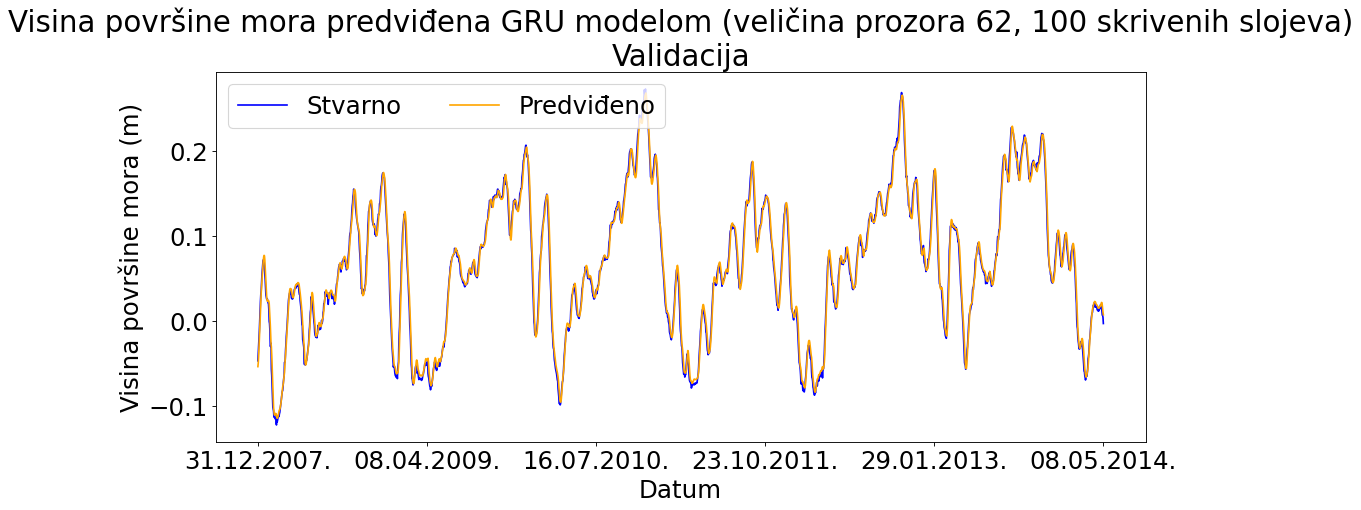 Visina površine mora predviđena GRU modelom (veličina prozora 62, 100 skrivenih slojeva)
Validacija
Stvarno Predviđeno
Visina površine mora (m)
0.2
0.1
0.0
−0.1
31.12.2007. 08.04.2009. 16.07.2010. 23.10.2011. 29.01.2013. 08.05.2014.
Datum